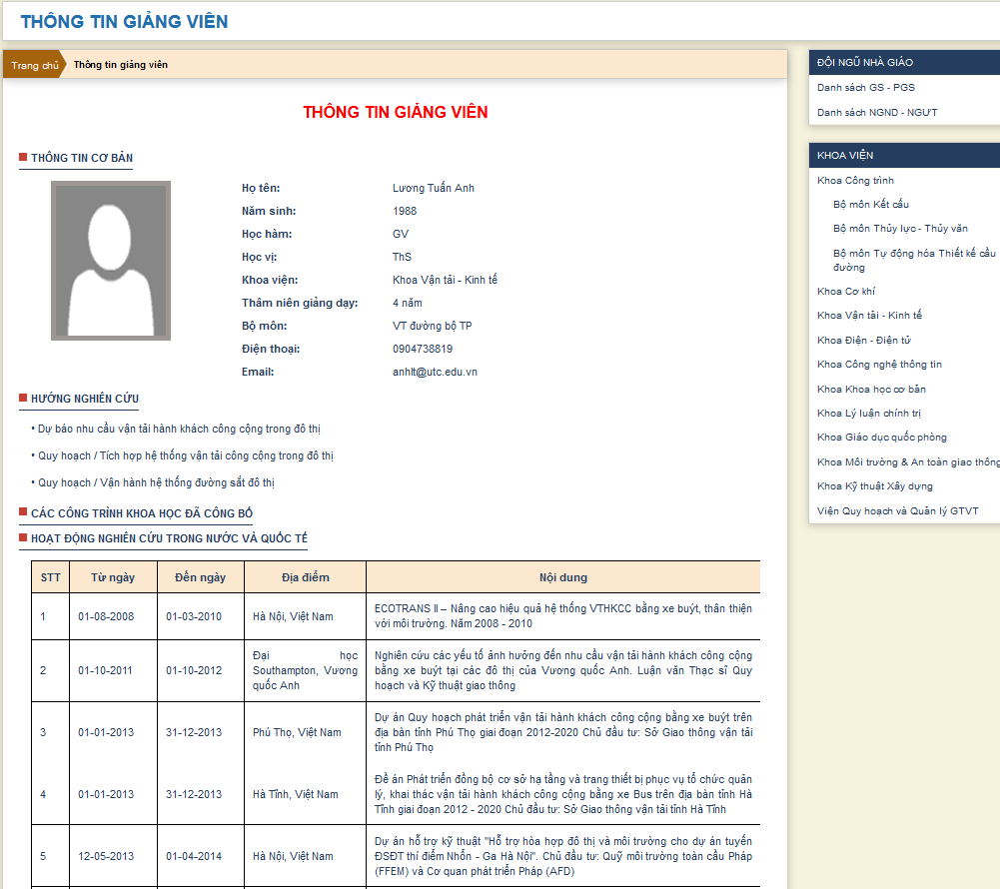 THÔNG TIN GIẢNG VIÊN
Trang chủ
Thông tin giảng viên
THÔNG TIN GIẢNG VIÊN
THÔNG TIN CƠ BẢN
Họ tên: Lương Tuấn Anh
Năm sinh: 1988
Học hàm: GV
Học vị: ThS
Khoa viện: Khoa Vận tải - Kinh tế
Thâm niên giảng dạy: 4 năm
Bộ môn: VT đường bộ TP
Điện thoại: 0904738819
Email: anhlt@utc.edu.vn
HƯỚNG NGHIÊN CỨU
• Dự báo nhu cầu vận tải hành khách công cộng trong đô thị
• Quy hoạch / Tích hợp hệ thống vận tải công cộng trong đô thị
• Quy hoạch / Vận hành hệ thống đường sắt đô thị
CÁC CÔNG TRÌNH KHOA HỌC ĐÃ CÔNG BỐ
HOẠT ĐỘNG NGHIÊN CỨU TRONG NƯỚC VÀ QUỐC TẾ
STT Từ ngày Đến ngày Địa điểm Nội dung
1 01-08-2008 01-03-2010 Hà Nội, Việt Nam
ECOTRANS II – Nâng cao hiệu quả hệ thống VTHKCC bằng xe buýt, thân thiện
với môi trường. Năm 2008 - 2010
2 01-10-2011 01-10-2012
Đại học
Southampton, Vương
quốc Anh
Nghiên cứu các yếu tố ảnh hưởng đến nhu cầu vận tải hành khách công cộng
bằng xe buýt tại các đô thị của Vương quốc Anh. Luận văn Thạc sĩ Quy
hoạch và Kỹ thuật giao thông
3 01-01-2013 31-12-2013 Phú Thọ, Việt Nam
Dự án Quy hoạch phát triển vận tải hành khách công cộng bằng xe buýt trên
địa bàn tỉnh Phú Thọ giai đoạn 2012-2020 Chủ đầu tư: Sở Giao thông vận tải
tỉnh Phú Thọ
4 01-01-2013 31-12-2013 Hà Tĩnh, Việt Nam
Đề án Phát triển đồng bộ cơ sở hạ tầng và trang thiết bị phục vụ tổ chức quản
lý, khai thác vận tải hành khách công cộng bằng xe Bus trên địa bàn tỉnh Hà
Tĩnh giai đoạn 2012 - 2020 Chủ đầu tư: Sở Giao thông vận tải tỉnh Hà Tĩnh
5 12-05-2013 01-04-2014 Hà Nội, Việt Nam
Dự án hỗ trợ kỹ thuật "Hỗ trợ hòa hợp đô thị và môi trường cho dự án tuyến
ĐSĐT thí điểm Nhổn - Ga Hà Nội". Chủ đầu tư: Quỹ môi trường toàn cầu Pháp
(FFEM) và Cơ quan phát triển Pháp (AFD)
ĐỘI NGŨ NHÀ GIÁO
Danh sách GS - PGS
Danh sách NGND - NGƯT
KHOA VIỆN
Khoa Công trình
Bộ môn Kết cấu
Bộ môn Thủy lực - Thủy văn
Bộ môn Tự động hóa Thiết kế cầu
đường
Khoa Cơ khí
Khoa Vận tải - Kinh tế
Khoa Điện - Điện tử
Khoa Công nghệ thông tin
Khoa Khoa học cơ bản
Khoa Lý luận chính trị
Khoa Giáo dục quốc phòng
Khoa Môi trường & An toàn giao thông
Khoa Kỹ thuật Xây dựng
Viện Quy hoạch và Quản lý GTVT